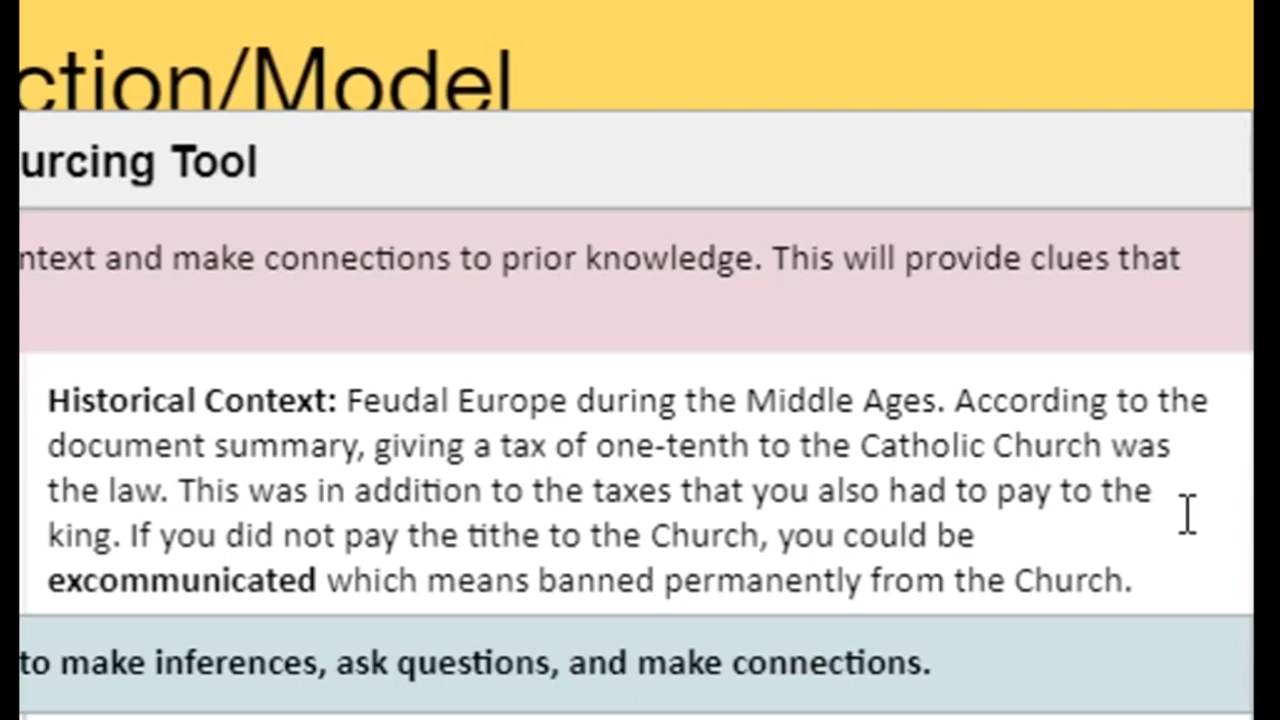 ction/Model
urcing Tool
ntext and make connections to prior knowledge. This will provide clues that
Historical Context: Feudal Europe during the Middle Ages. According to the
document summary, giving a tax of one-tenth to the Catholic Church was
the law. This was in addition to the taxes that you also had to pay to the
king. If you did not pay the tithe to the Church, you could be
excommunicated which means banned permanently from the Church.
to make inferences, ask questions, and make connections.